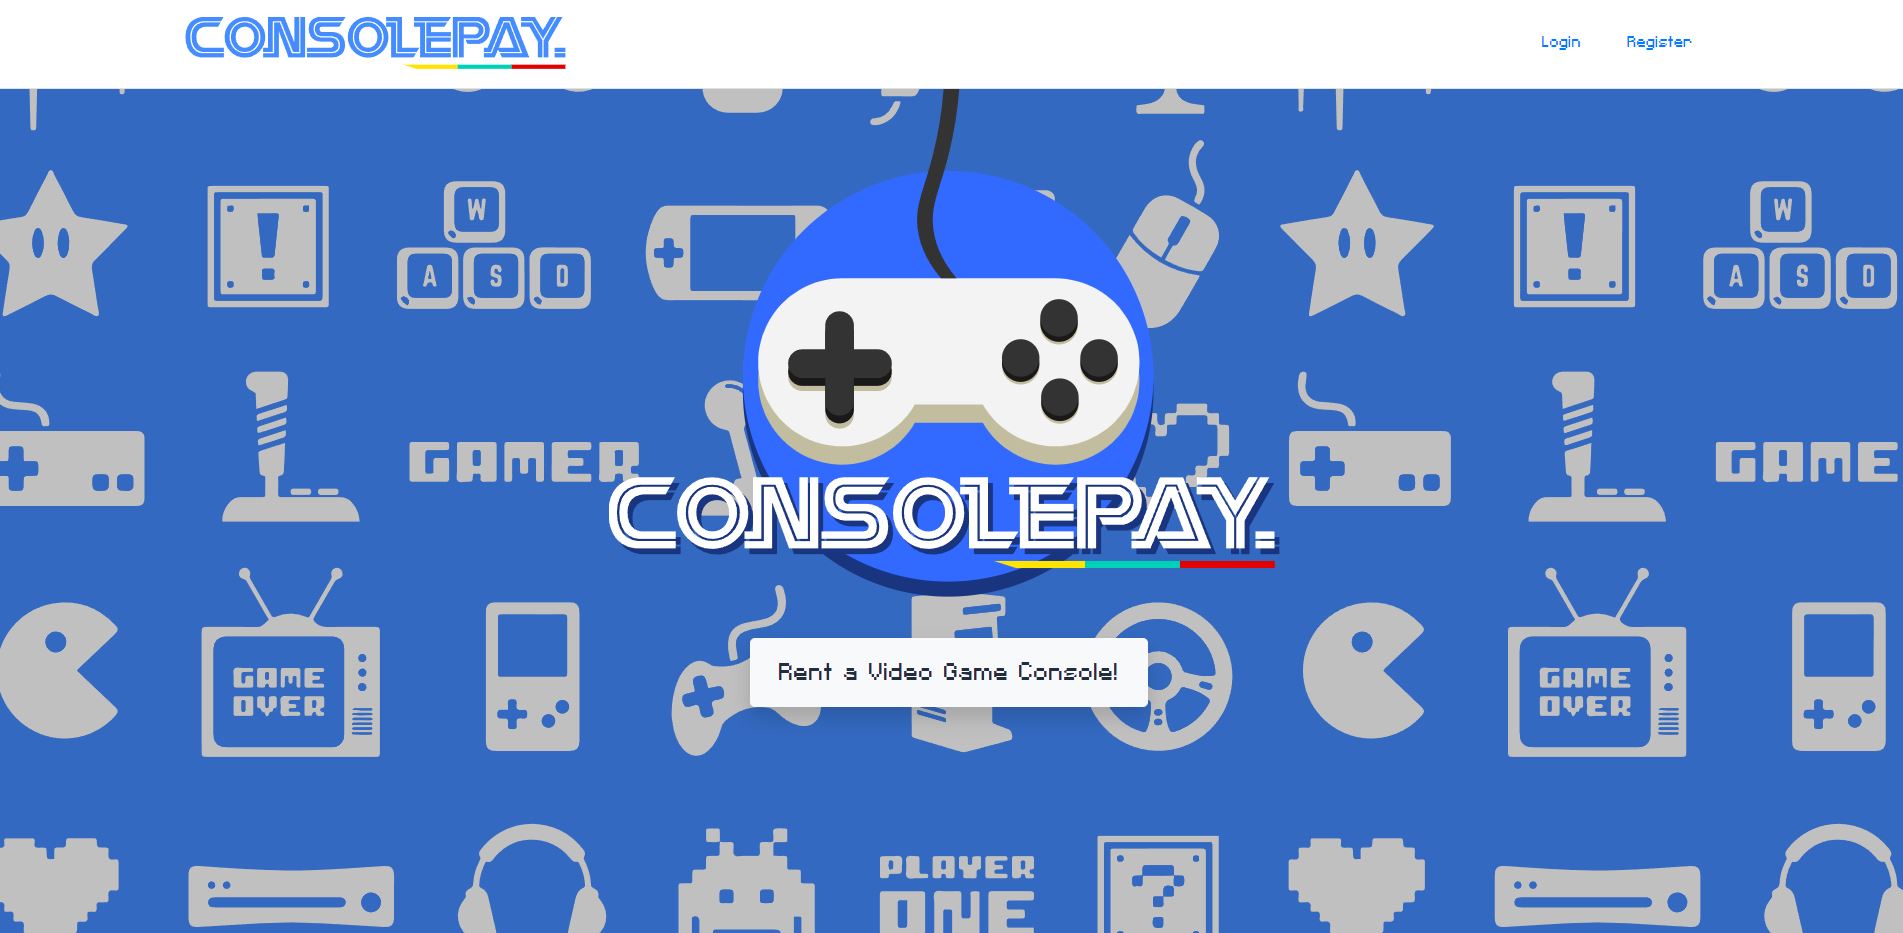 CONSOLEPAY.
Login Register
!
W
A S D
!
W
A S D
GAMER
GAME
CONSOLEPAY.
GAME
OVER
Rent a Video Game Console!
GAME
OVER
PLAYER
ONE
?